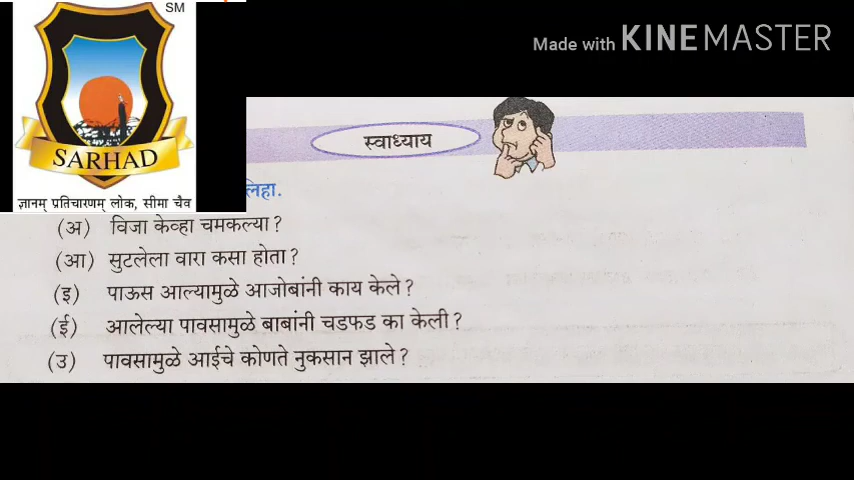 SM
Made with KINEMASTER
SARHAD
ज्ञानम् प्रतिचारणम् लोक, सीमा चैव
स्वाध्याय
लिहा.
(अ) विजा केव्हा चमकल्या?
(आ) सुटलेला वारा कसा होता?
(इ) पाऊस आल्यामुळे आजोबांनी काय केले?
(ई) आलेल्या पावसामुळे बाबांनी चडफड का केली?
(उ) पावसामुळे आईचे कोणते नुकसान झाले?